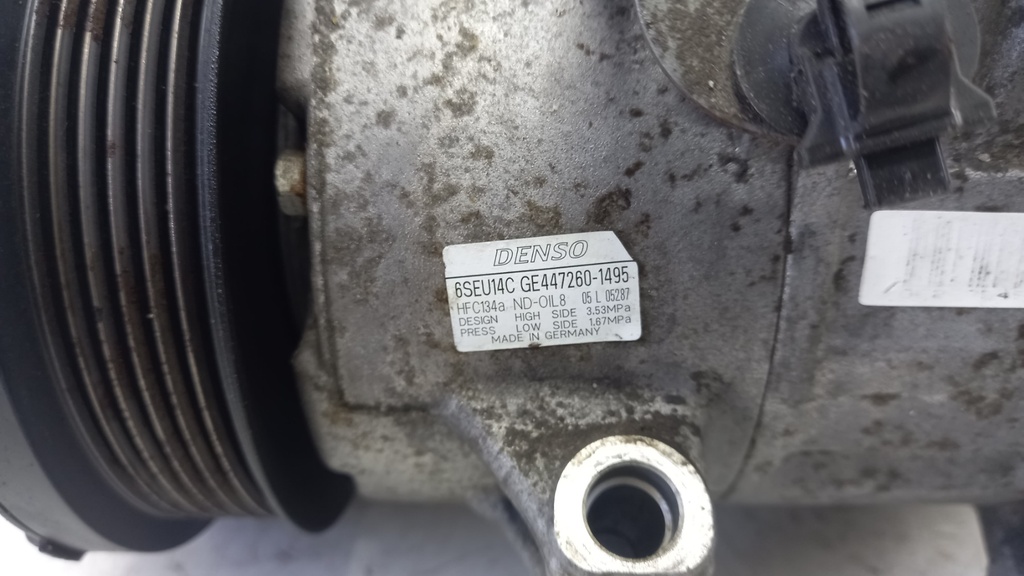 DENSO
6SEU14C GE447260-1495
HFC134a ND-OIL8 05 L 05287
DESIGN HIGH SIDE 3.53MPa
PRESS LOW SIDE 1.67MPa
MADE IN GERMANY